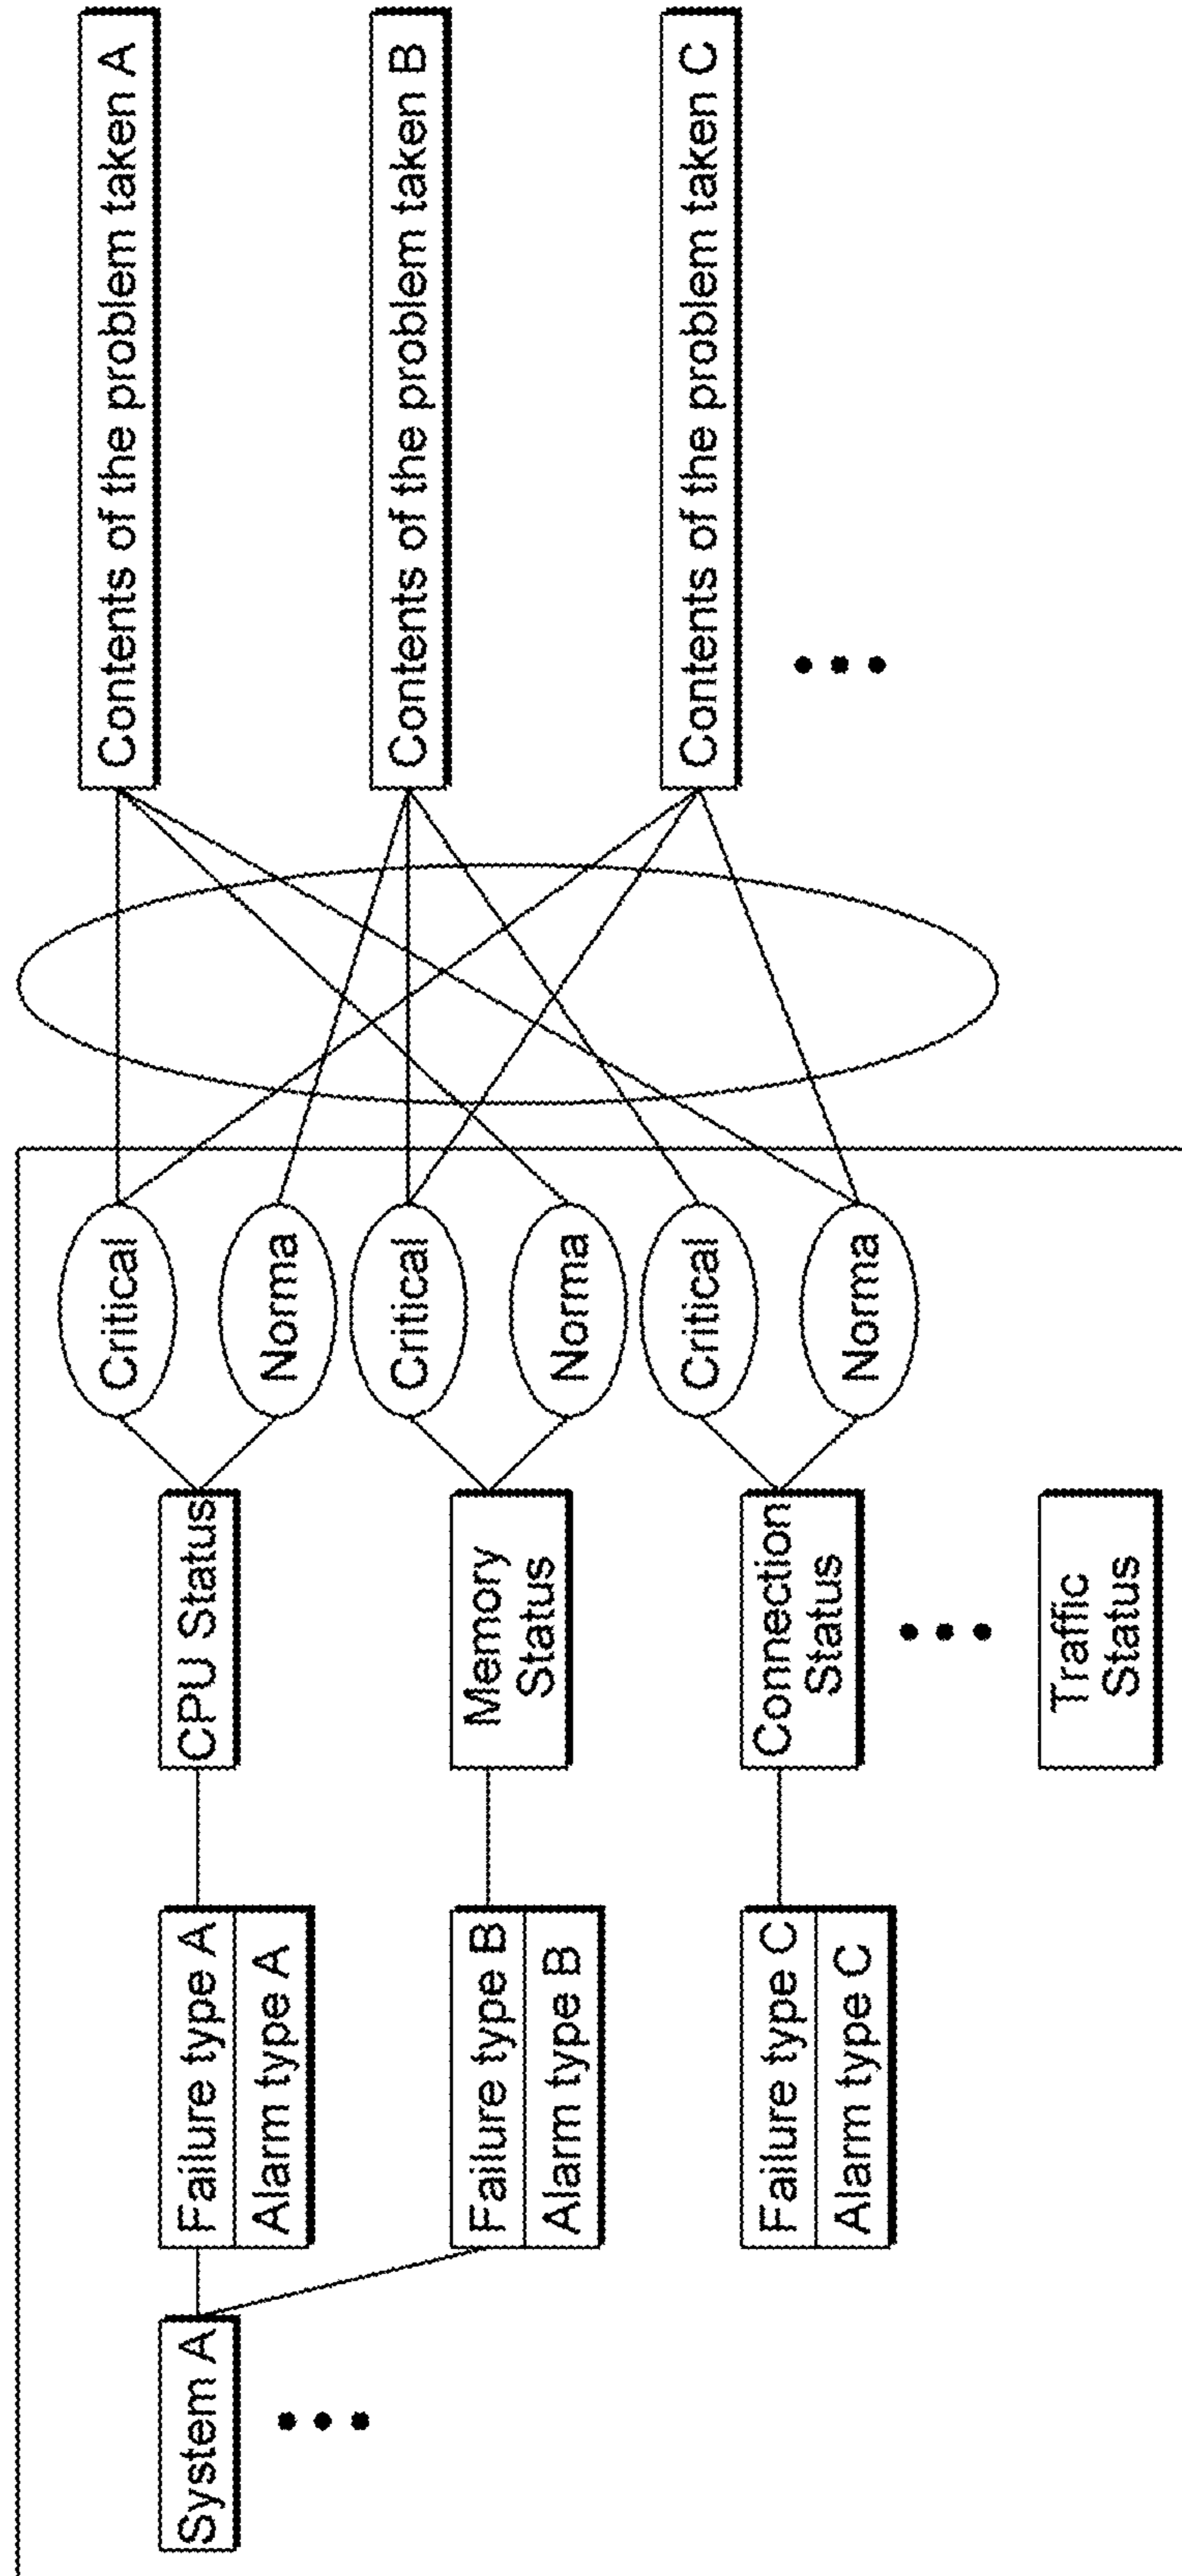 System A
Failure type A
Alarm type A
Failure type B
Alarm type B
Failure type C
Alarm type C
CPU Status
Memory
Status
Connection
Status
Traffic
Status
Critical
Norma
Critical
Norma
Critical
Norma
Contents of the problem taken A
Contents of the problem taken B
Contents of the problem taken C